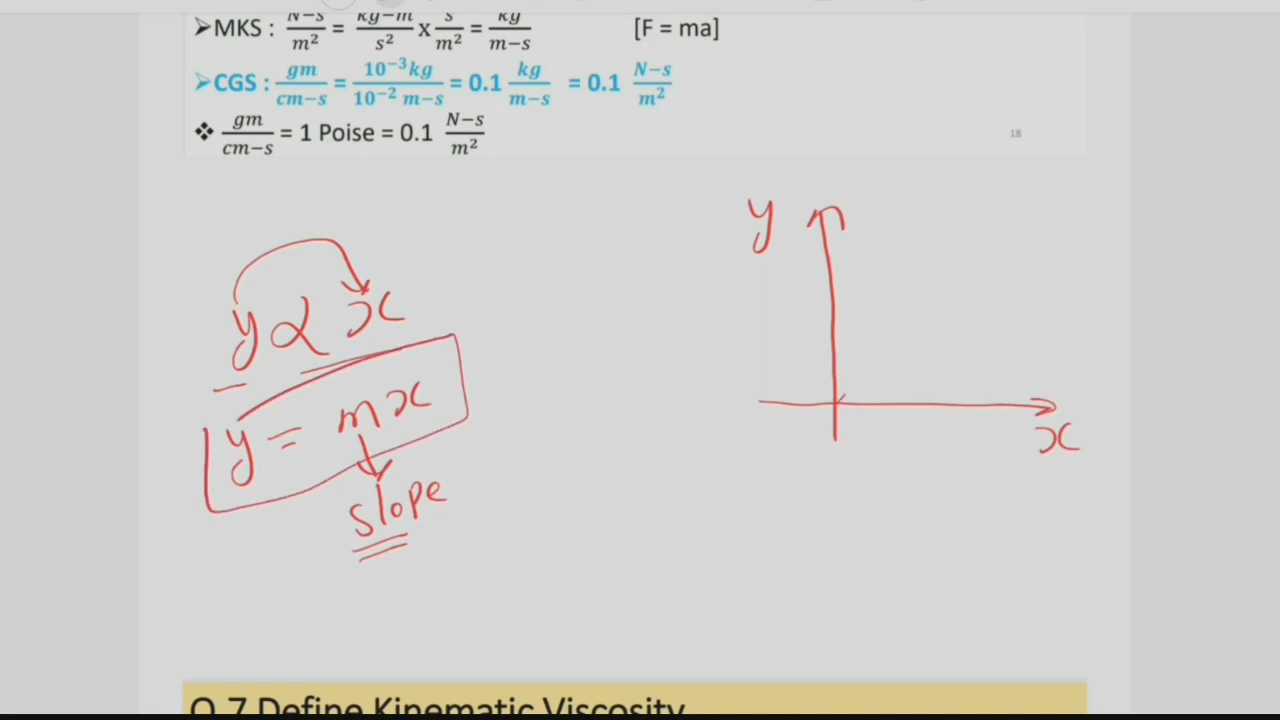 ➢MKS : N−s/m² = kg−m/s² x s/m² = kg/m−s [F = ma]
➢CGS : gm/cm−s = 10⁻³kg/10⁻² m−s = 0.1 kg/m−s = 0.1 N−s/m²
❖ gm/cm−s = 1 Poise = 0.1 N−s/m²
18
y
y ∝ x
y = mx
x
slope
Q.7 Define Kinematic Viscosity